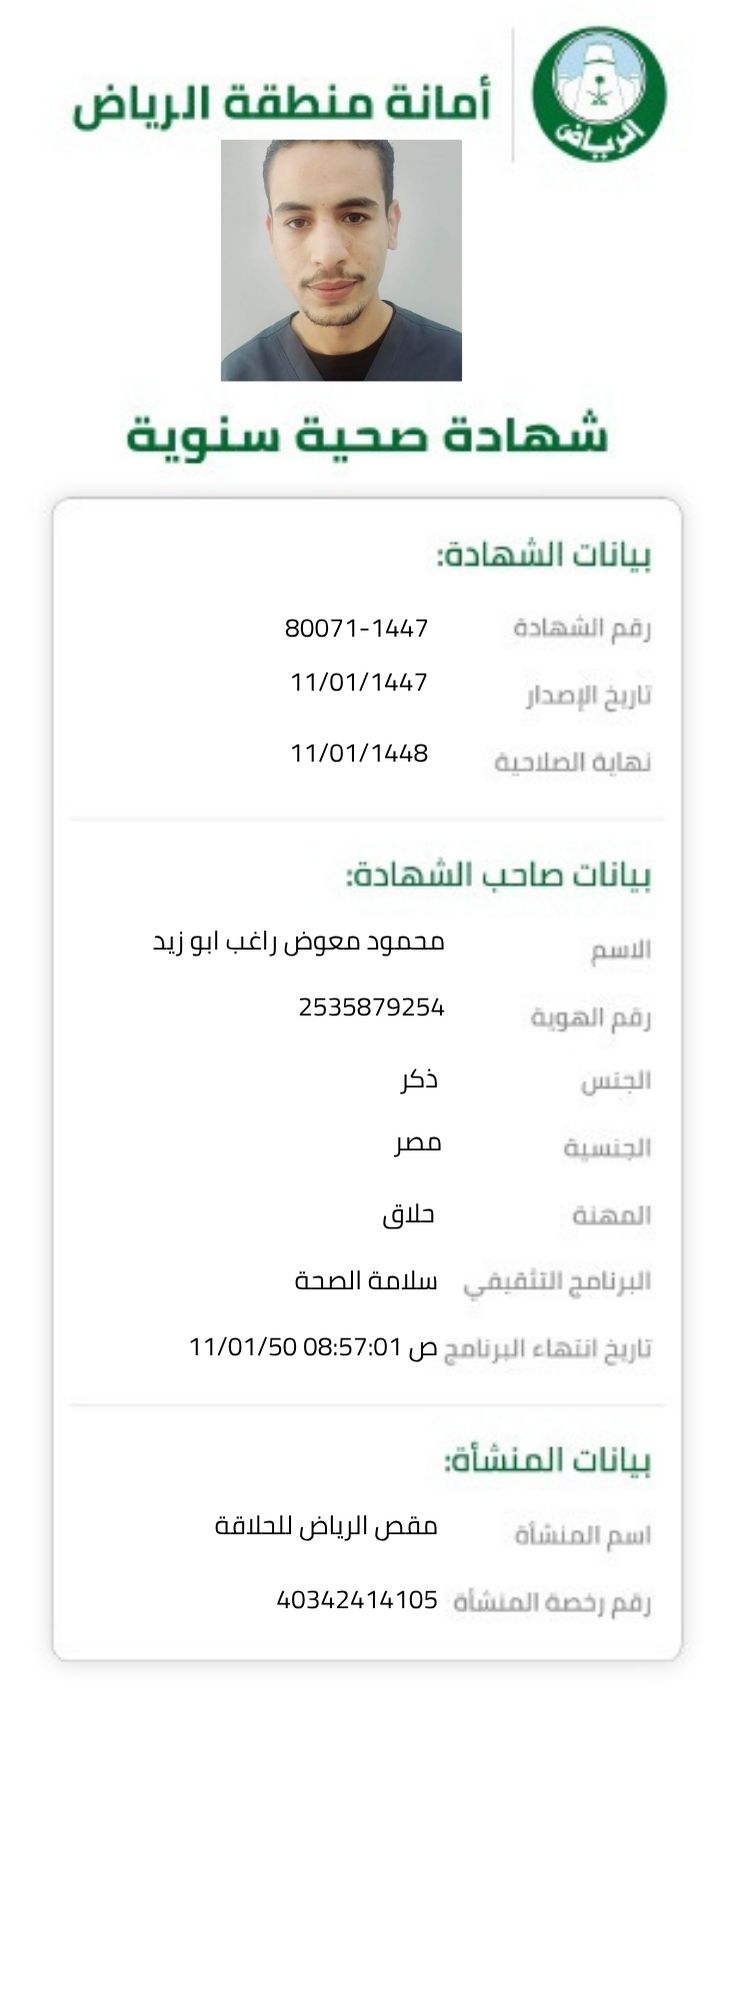 أمانة منطقة الرياض
الرياض
شهادة صحية سنوية
بيانات الشهادة:
رقم الشهادة 80071-1447
تاريخ الإصدار 11/01/1447
نهاية الصلاحية 11/01/1448
بيانات صاحب الشهادة:
الاسم محمود معوض راغب ابو زيد
رقم الهوية 2535879254
الجنس ذكر
الجنسية مصر
المهنة حلاق
البرنامج التثقيفي سلامة الصحة
تاريخ انتهاء البرنامج ص 08:57:01 11/01/50
بيانات المنشأة:
اسم المنشأة مقص الرياض للحلاقة
رقم رخصة المنشأة 40342414105